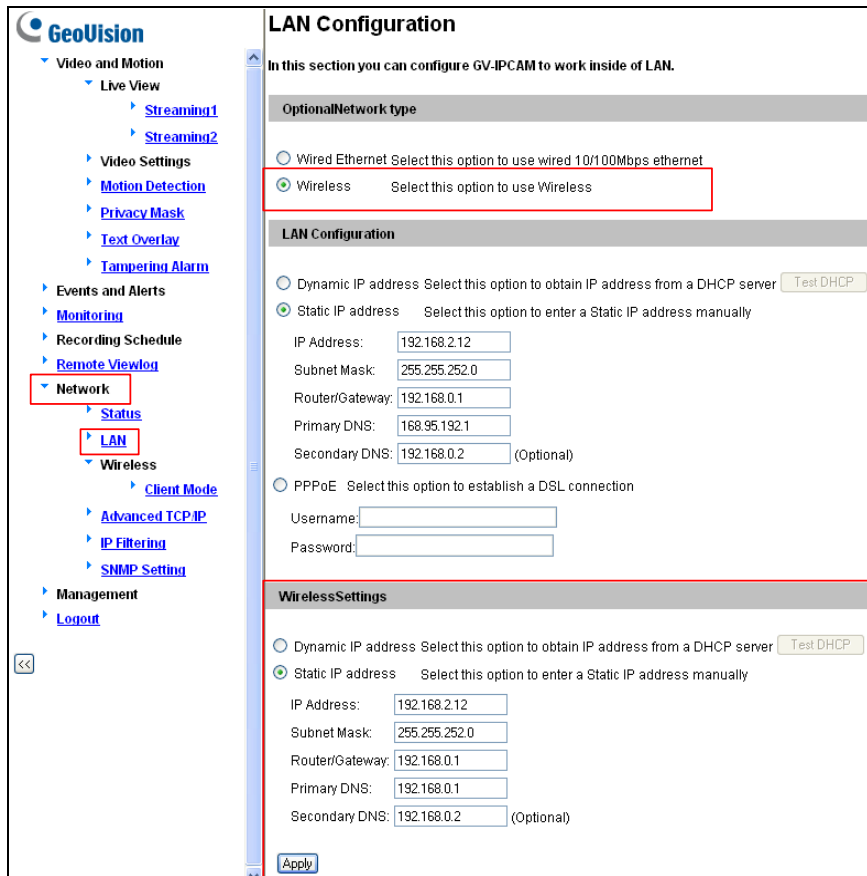 GeoVision
Video and Motion
Live View
Streaming1
Streaming2
Video Settings
Motion Detection
Privacy Mask
Text Overlay
Tampering Alarm
Events and Alerts
Monitoring
Recording Schedule
Remote Viewlog
Network
Status
LAN
Wireless
Client Mode
Advanced TCP/IP
IP Filtering
SNMP Setting
Management
Logout
<<
LAN Configuration
In this section you can configure GV-IPCAM to work inside of LAN.
OptionalNetwork type
Wired Ethernet Select this option to use wired 10/100Mbps ethernet
Wireless Select this option to use Wireless
LAN Configuration
Dynamic IP address Select this option to obtain IP address from a DHCP server Test DHCP
Static IP address Select this option to enter a Static IP address manually
IP Address: 192.168.2.12
Subnet Mask: 255.255.252.0
Router/Gateway: 192.168.0.1
Primary DNS: 168.95.192.1
Secondary DNS: 192.168.0.2 (Optional)
PPPoE Select this option to establish a DSL connection
Username:
Password:
WirelessSettings
Dynamic IP address Select this option to obtain IP address from a DHCP server Test DHCP
Static IP address Select this option to enter a Static IP address manually
IP Address: 192.168.2.12
Subnet Mask: 255.255.252.0
Router/Gateway: 192.168.0.1
Primary DNS: 192.168.0.1
Secondary DNS: 192.168.0.2 (Optional)
Apply